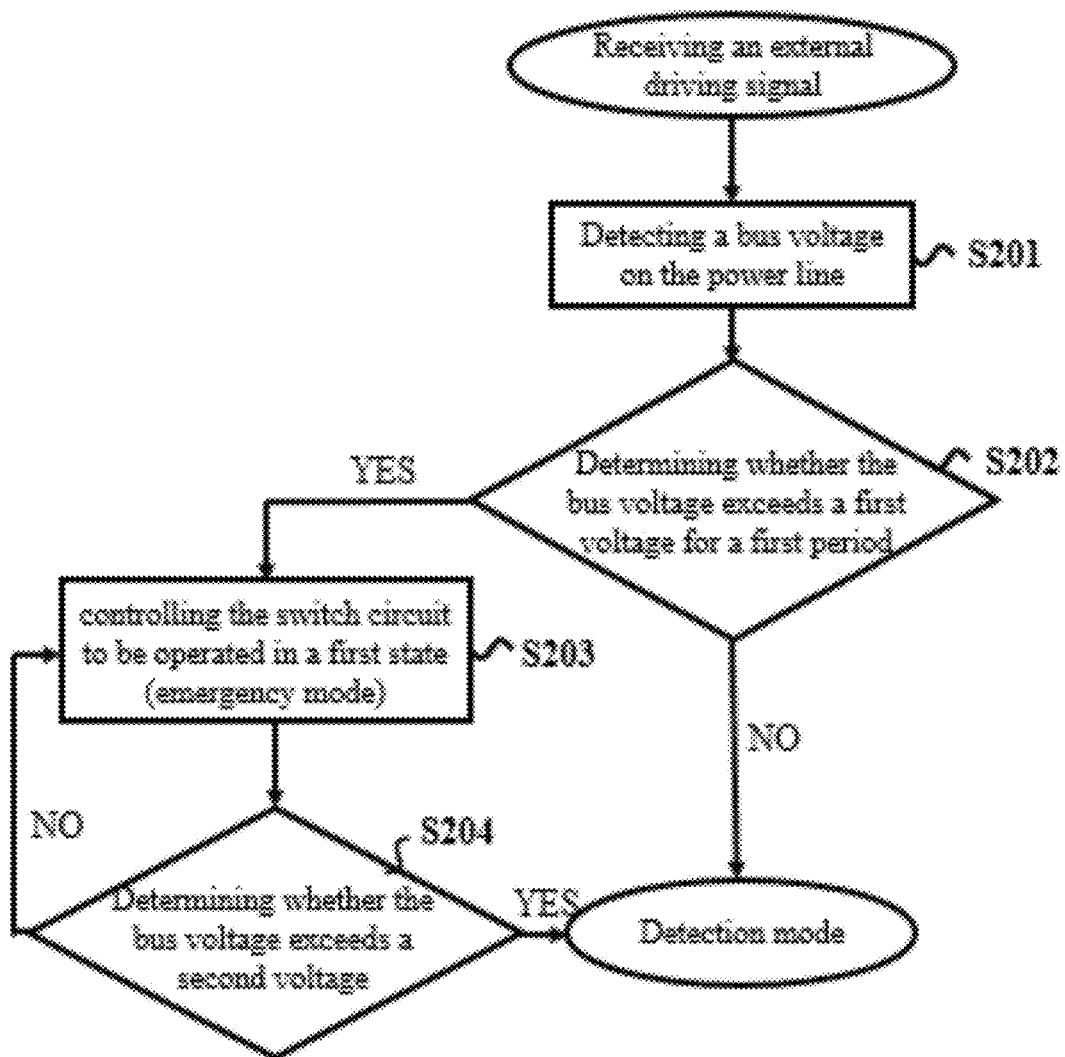 Receiving an external
driving signal
Detecting a bus voltage
on the power line
S201
Determining whether the
bus voltage exceeds a first
voltage for a first period
S202
YES
controlling the switch circuit
to be operated in a first state
(emergency mode)
S203
NO
NO
S204
Determining whether the
bus voltage exceeds a
second voltage
YES
Detection mode